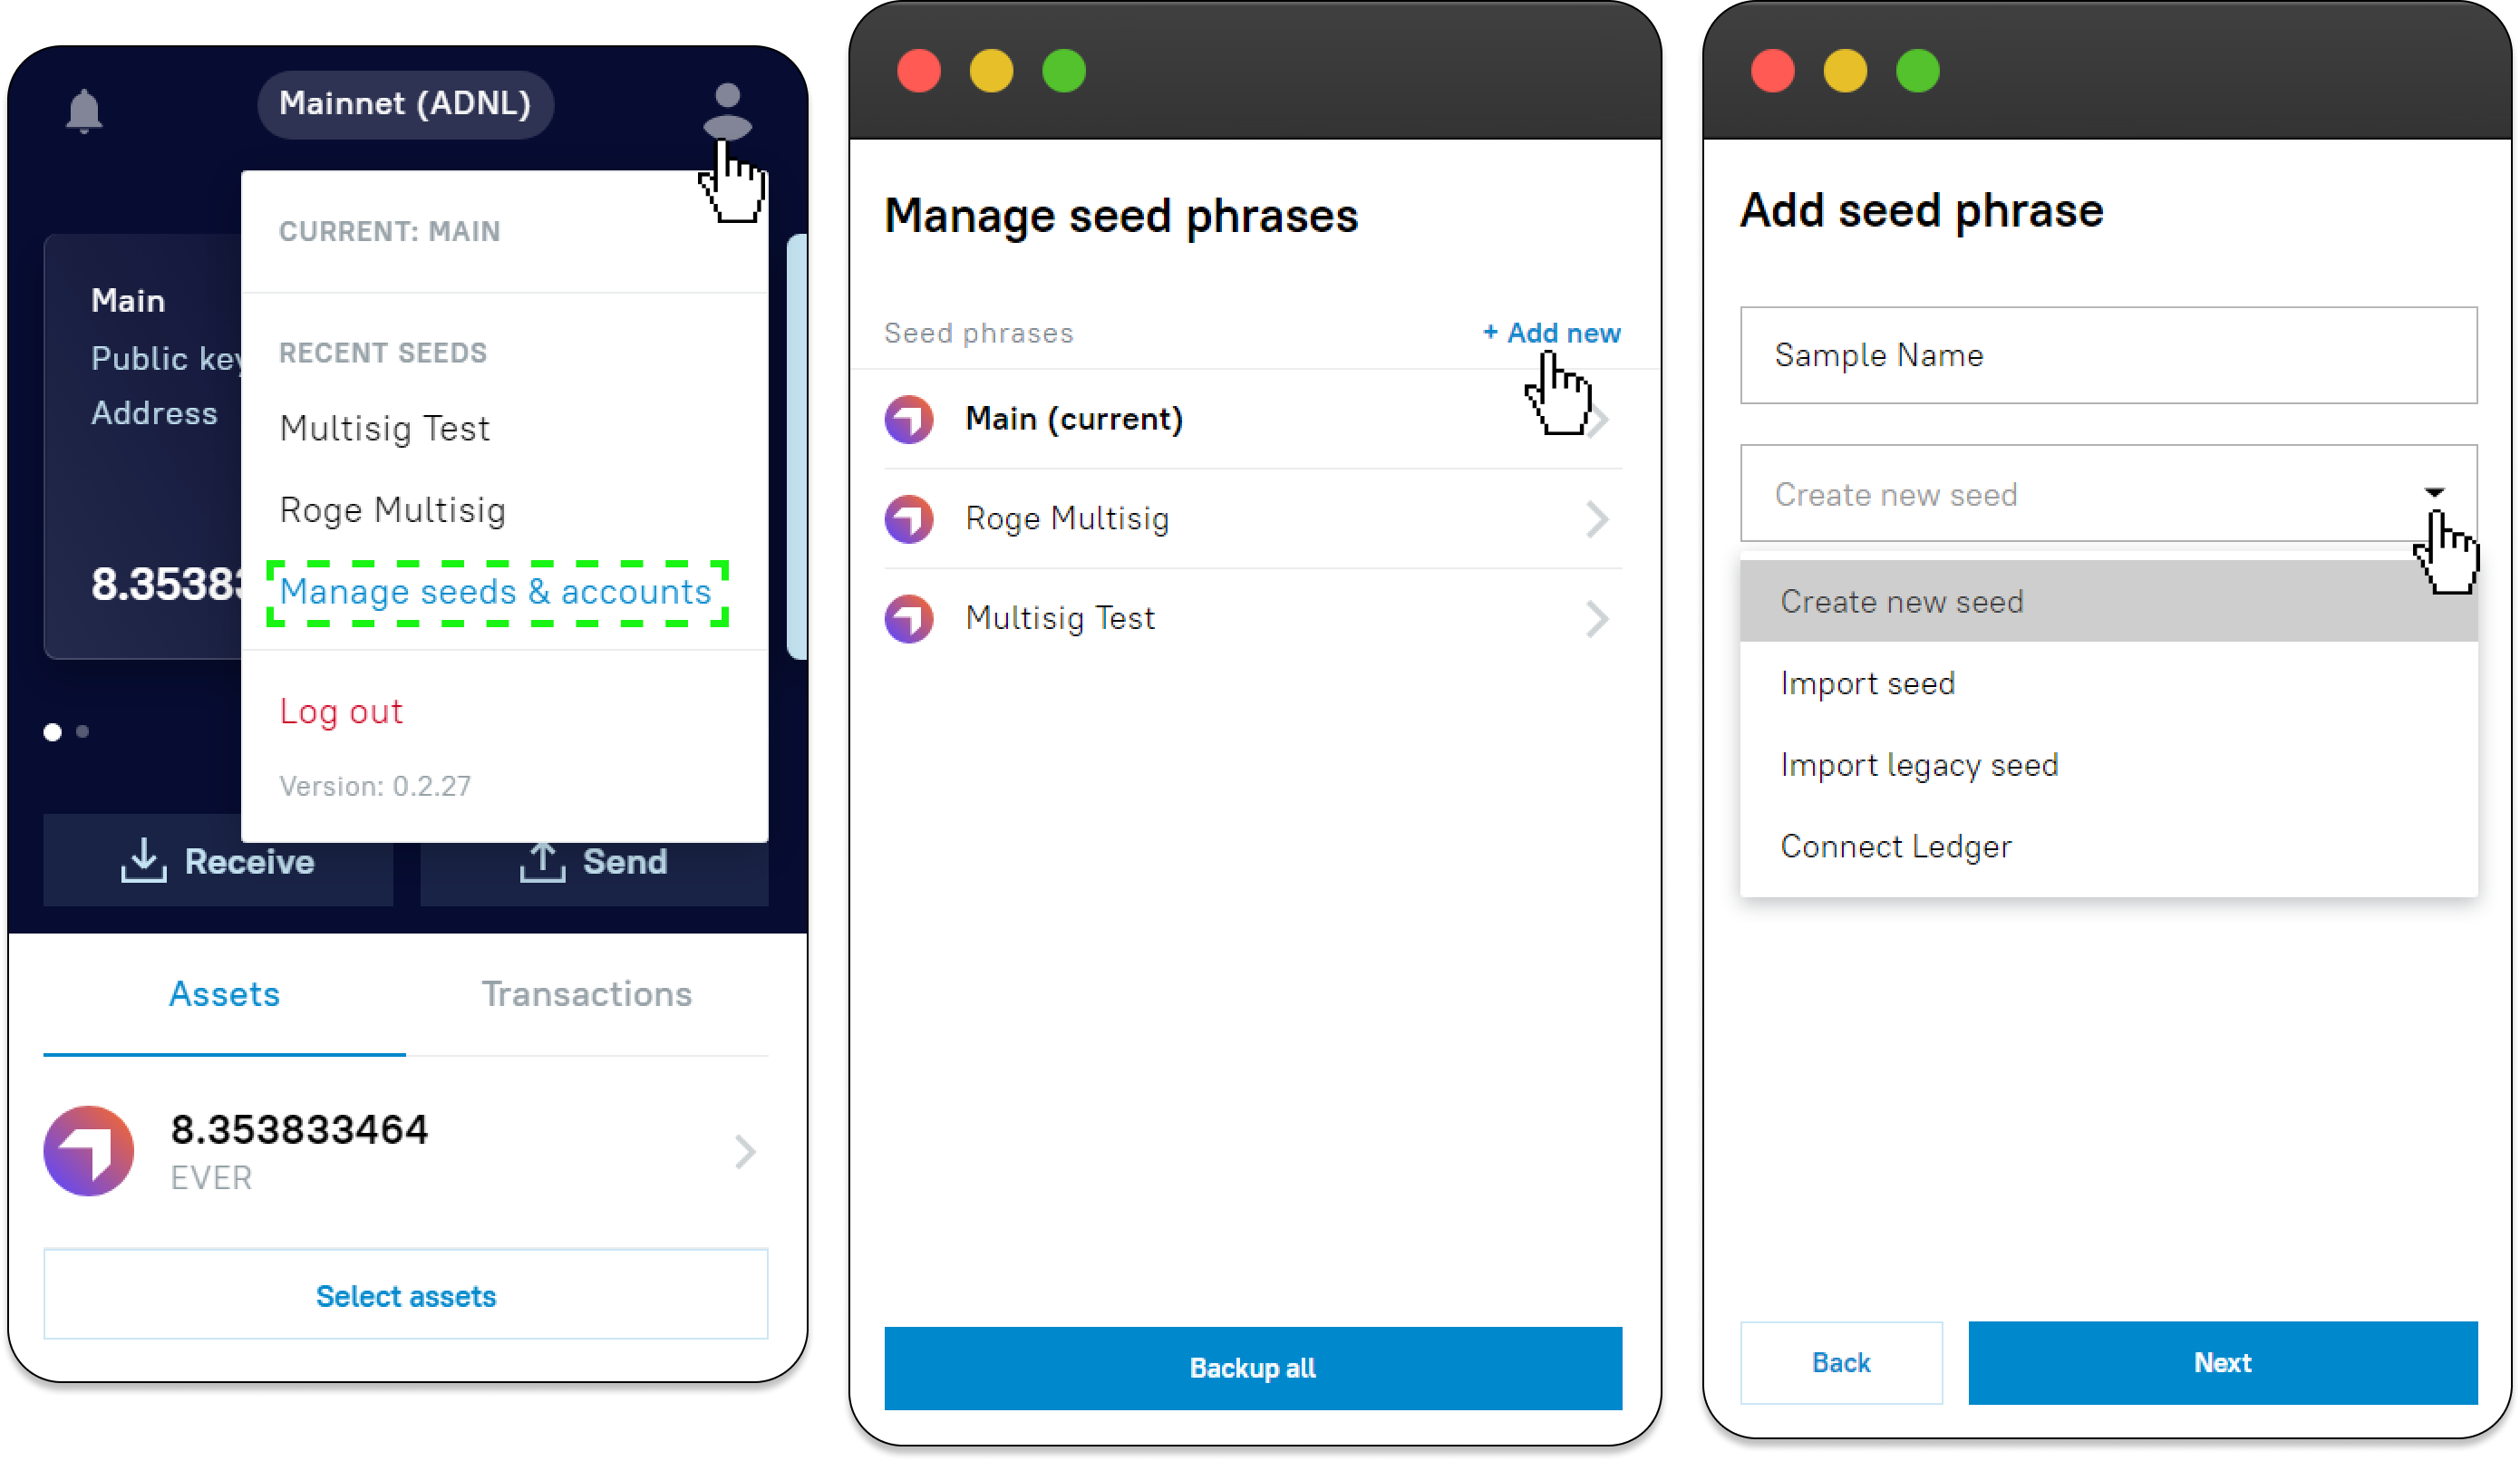 Mainnet (ADNL)
CURRENT: MAIN
Main
Public key
Address
8.35383
RECENT SEEDS
Multisig Test
Roge Multisig
Manage seeds & accounts
Log out
Version: 0.2.27
Receive
Send
Assets
Transactions
8.353833464
EVER
Select assets
Manage seed phrases
Seed phrases
+ Add new
Main (current)
Roge Multisig
Multisig Test
Backup all
Add seed phrase
Sample Name
Create new seed
Create new seed
Import seed
Import legacy seed
Connect Ledger
Back
Next